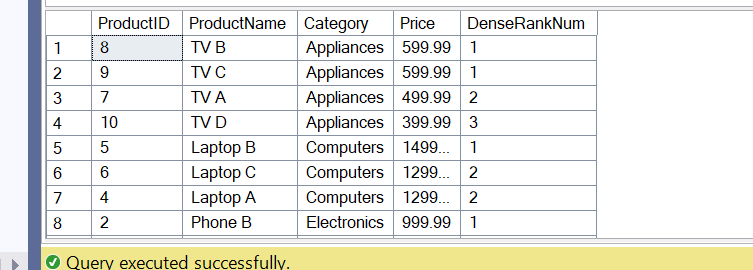 ProductID ProductName Category Price DenseRankNum
1 8 TV B Appliances 599.99 1
2 9 TV C Appliances 599.99 1
3 7 TV A Appliances 499.99 2
4 10 TV D Appliances 399.99 3
5 5 Laptop B Computers 1499... 1
6 6 Laptop C Computers 1299... 2
7 4 Laptop A Computers 1299... 2
8 2 Phone B Electronics 999.99 1
Query executed successfully.